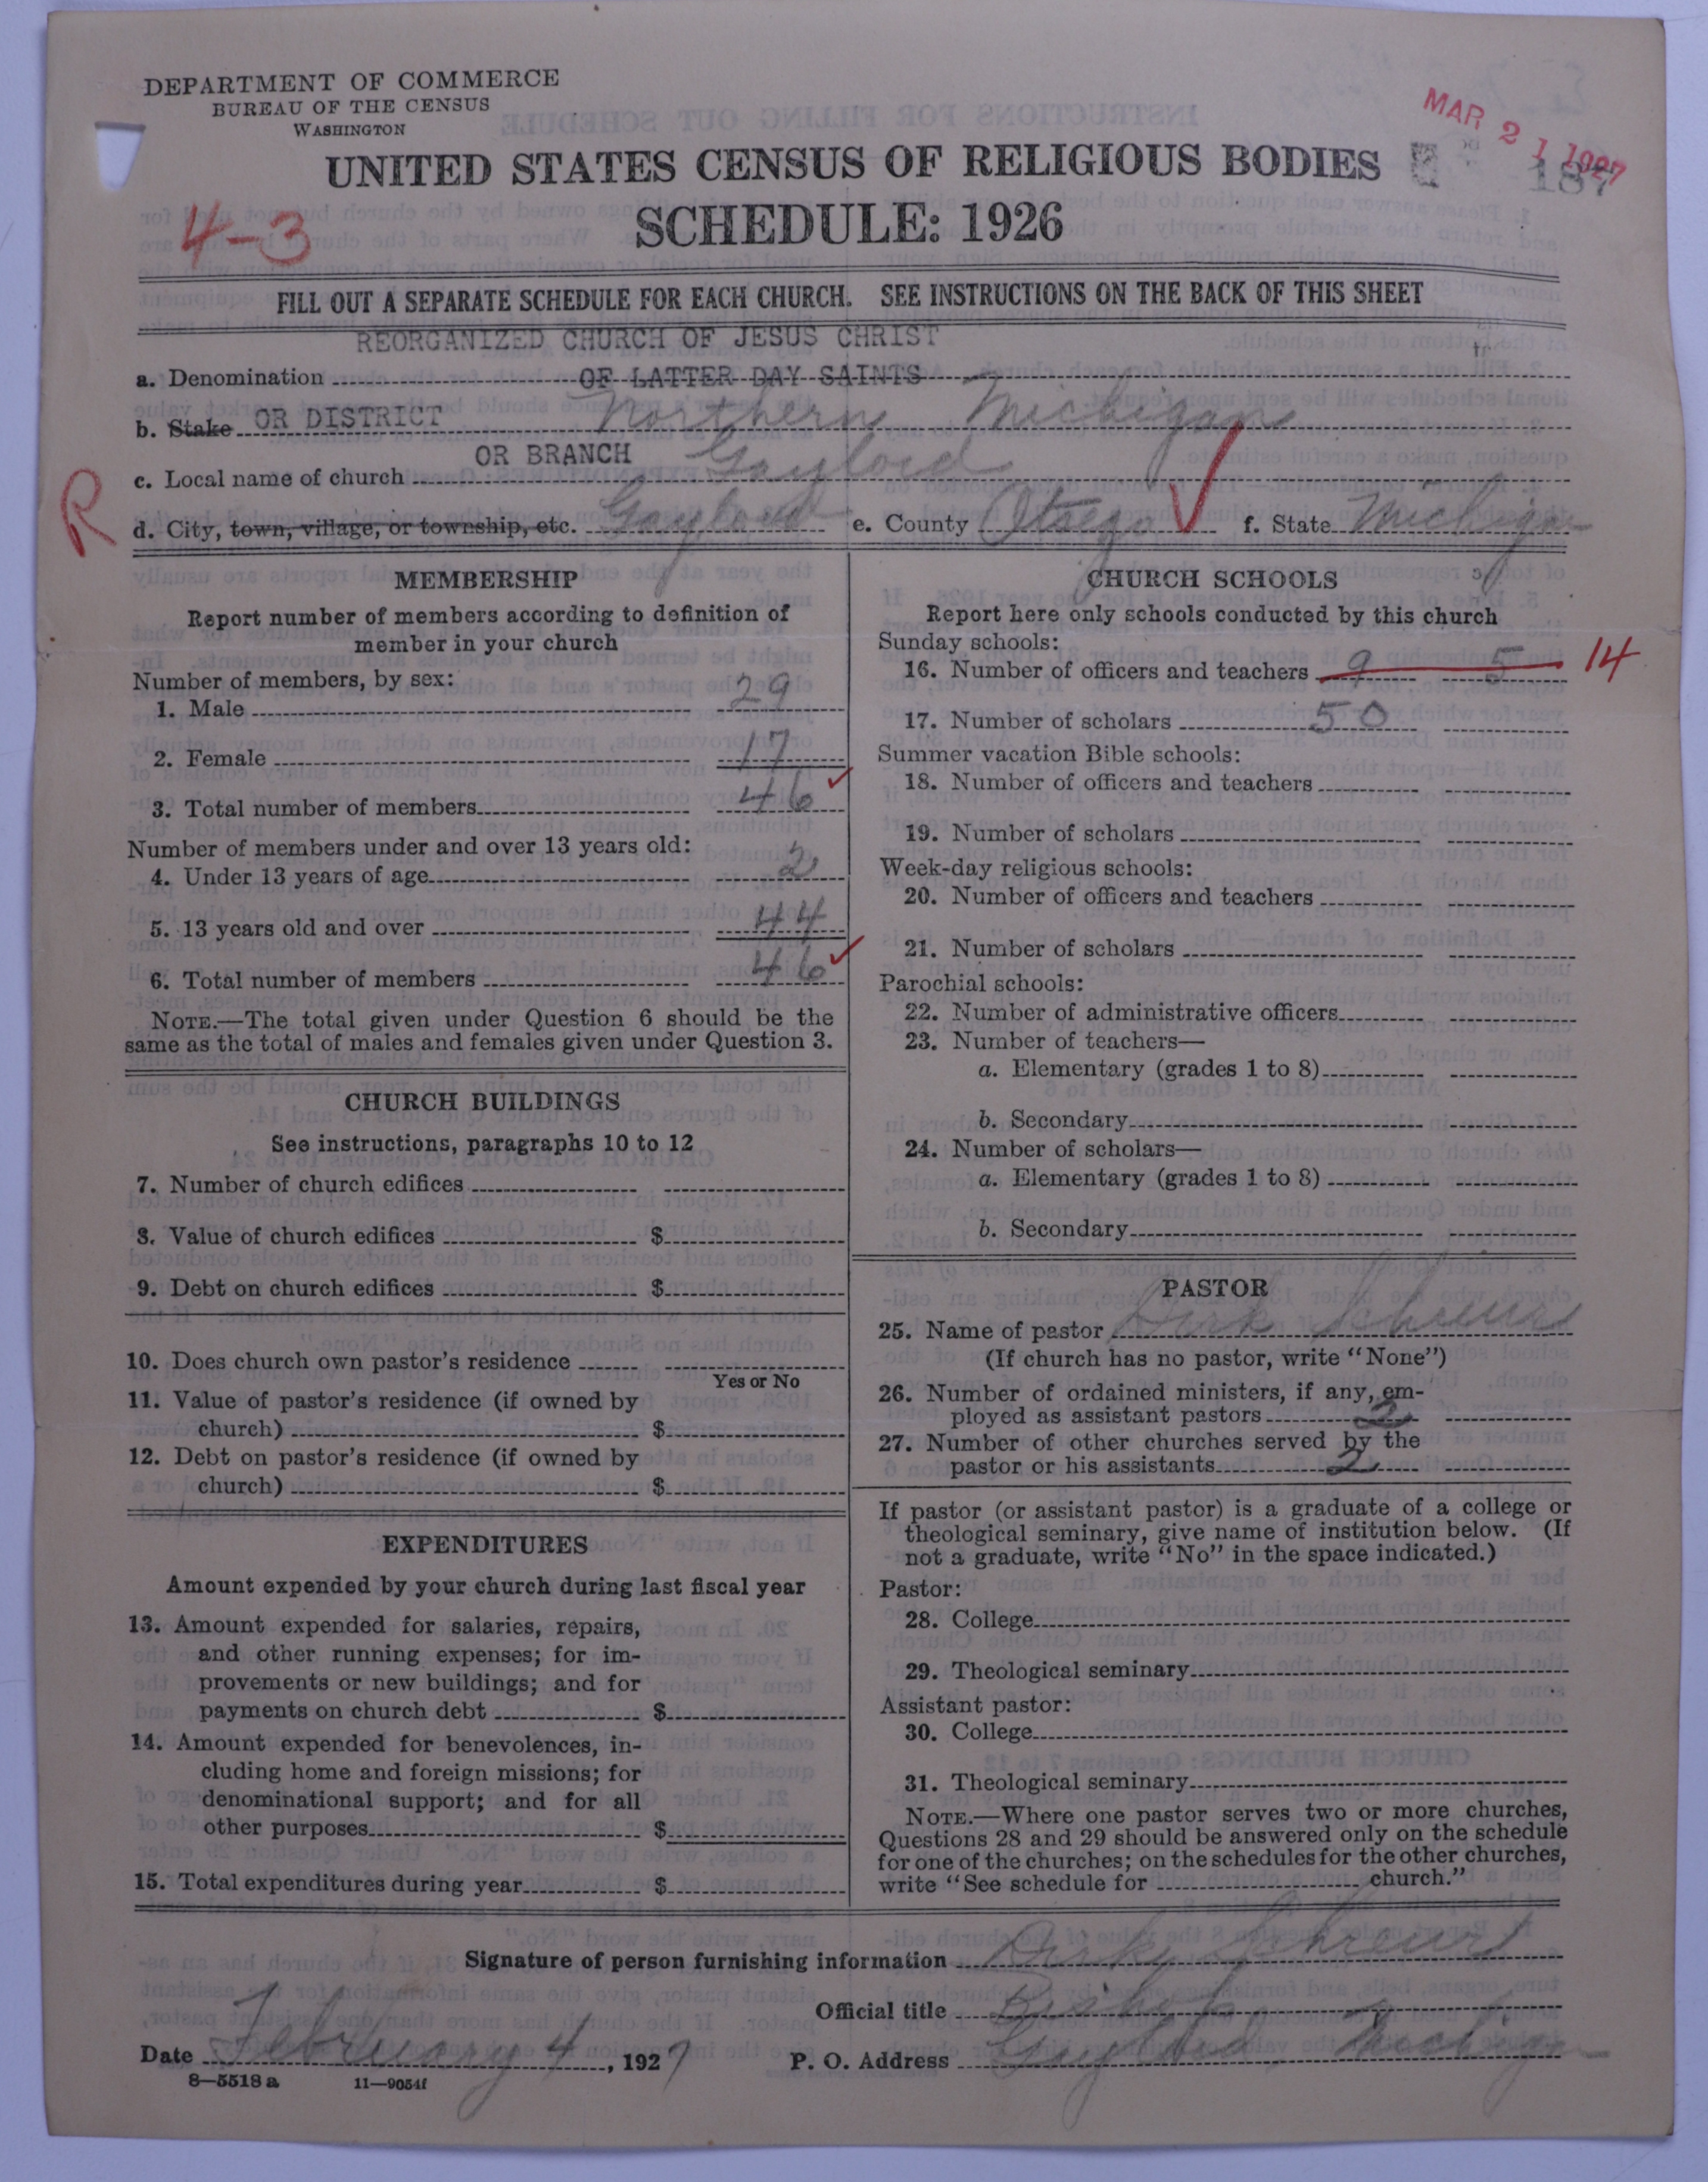 DEPARTMENT OF COMMERCE
BUREAU OF THE CENSUS
WASHINGTON
MAR 21 1927
187
UNITED STATES CENSUS OF RELIGIOUS BODIES
4-3
SCHEDULE: 1926
FILL OUT A SEPARATE SCHEDULE FOR EACH CHURCH. SEE INSTRUCTIONS ON THE BACK OF THIS SHEET
REORGANIZED CHURCH OF JESUS CHRIST
a. Denomination OF LATTER DAY SAINTS
b. Stake OR DISTRICT Northern Michigan
OR BRANCH
c. Local name of church Gaylord
R
d. City, town, village, or township, etc. Gaylord e. County Otsego f. State Michigan
MEMBERSHIP
Report number of members according to definition of
member in your church
Number of members, by sex:
1. Male 29
2. Female 17
3. Total number of members 46
Number of members under and over 13 years old:
4. Under 13 years of age 2
5. 13 years old and over 44
6. Total number of members 46
NOTE.—The total given under Question 6 should be the
same as the total of males and females given under Question 3.
CHURCH BUILDINGS
See instructions, paragraphs 10 to 12
7. Number of church edifices
8. Value of church edifices $
9. Debt on church edifices $
10. Does church own pastor's residence
Yes or No
11. Value of pastor's residence (if owned by
church) $
12. Debt on pastor's residence (if owned by
church) $
EXPENDITURES
Amount expended by your church during last fiscal year
13. Amount expended for salaries, repairs,
and other running expenses; for im-
provements or new buildings; and for
payments on church debt $
14. Amount expended for benevolences, in-
cluding home and foreign missions; for
denominational support; and for all
other purposes $
15. Total expenditures during year $
CHURCH SCHOOLS
Report here only schools conducted by this church
Sunday schools:
16. Number of officers and teachers 9 5 14
17. Number of scholars 50
Summer vacation Bible schools:
18. Number of officers and teachers
19. Number of scholars
Week-day religious schools:
20. Number of officers and teachers
21. Number of scholars
Parochial schools:
22. Number of administrative officers
23. Number of teachers—
a. Elementary (grades 1 to 8)
b. Secondary
24. Number of scholars—
a. Elementary (grades 1 to 8)
b. Secondary
PASTOR
25. Name of pastor Dirk Schreur
(If church has no pastor, write "None")
26. Number of ordained ministers, if any, em-
ployed as assistant pastors 2
27. Number of other churches served by the
pastor or his assistants 2
If pastor (or assistant pastor) is a graduate of a college or
theological seminary, give name of institution below. (If
not a graduate, write "No" in the space indicated.)
Pastor:
28. College
29. Theological seminary
Assistant pastor:
30. College
31. Theological seminary
NOTE.—Where one pastor serves two or more churches,
Questions 28 and 29 should be answered only on the schedule
for one of the churches; on the schedules for the other churches,
write "See schedule for church."
Signature of person furnishing information Dirk Schreur
Official title Bishop
Date February 4, 1927 P. O. Address Gaylord, Michigan
8—5518 a 11—9054f